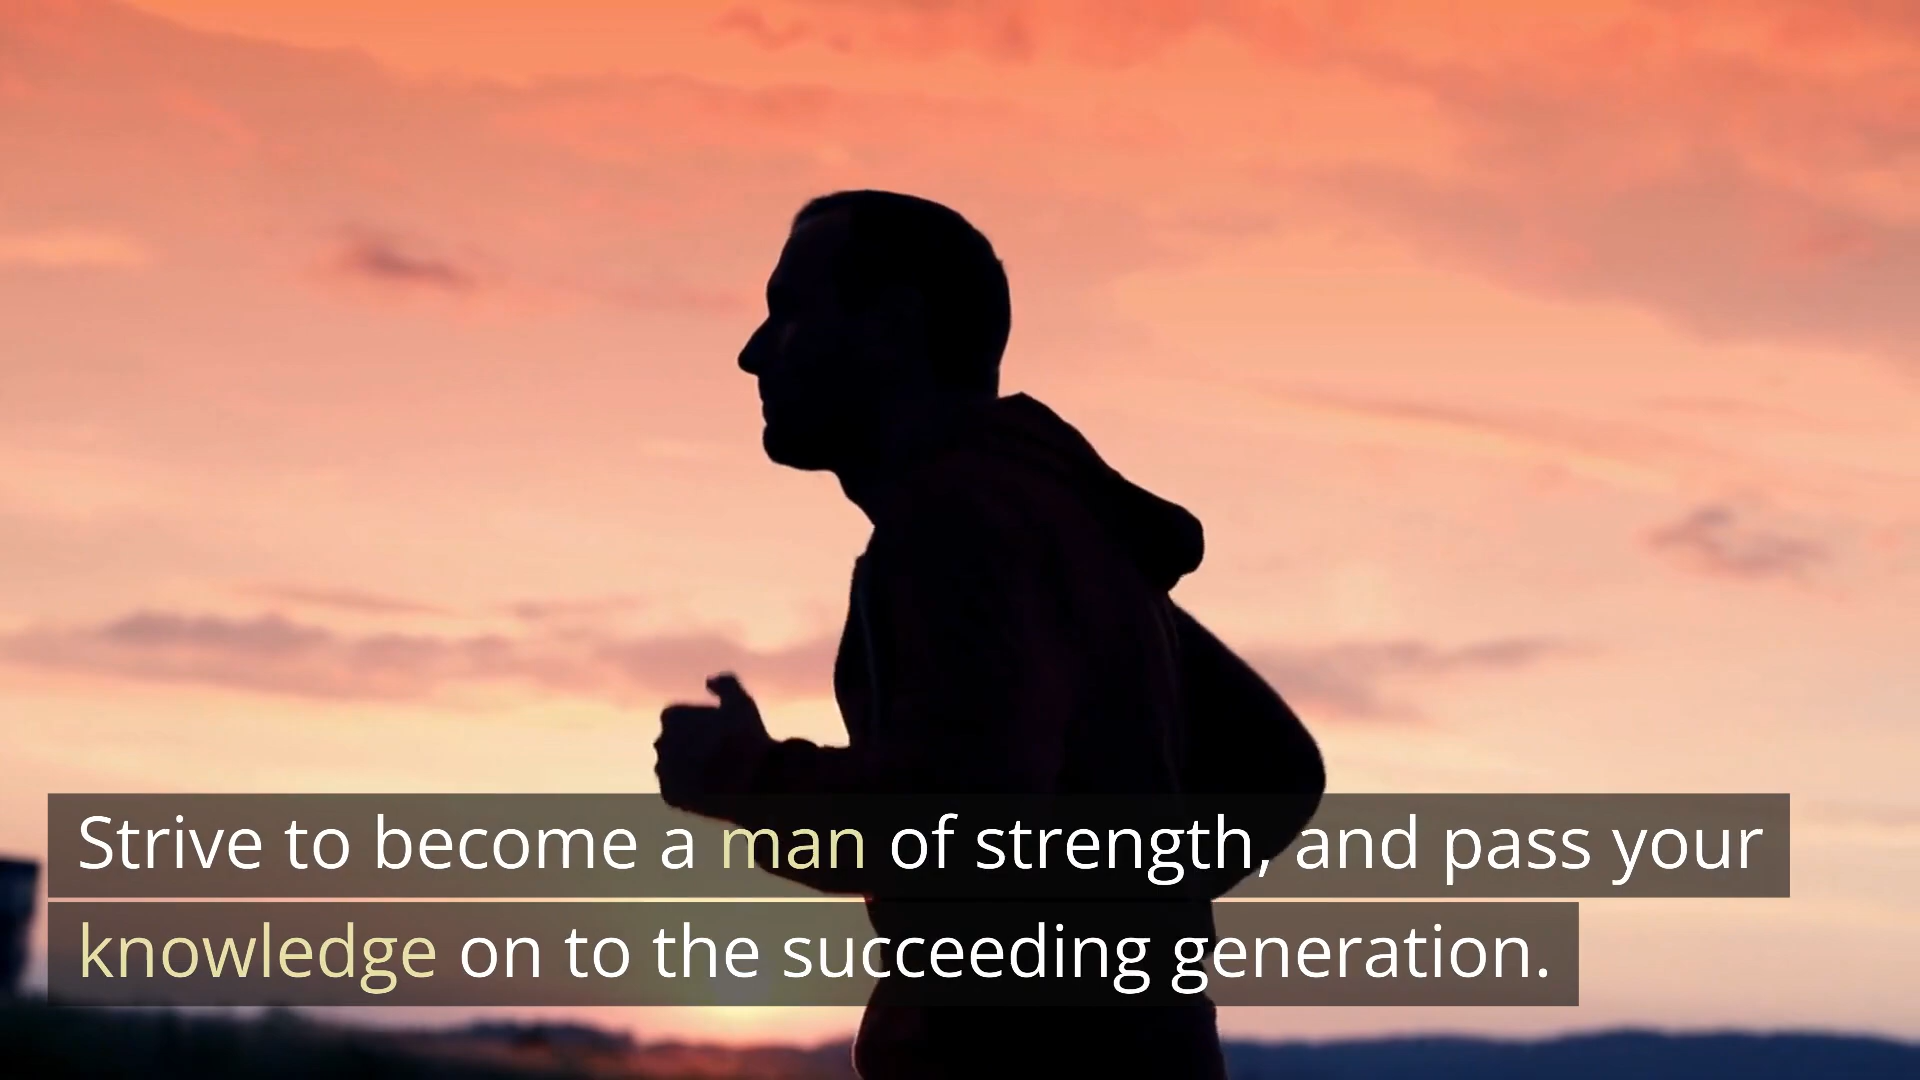 Strive to become a man of strength, and pass your
knowledge on to the succeeding generation.